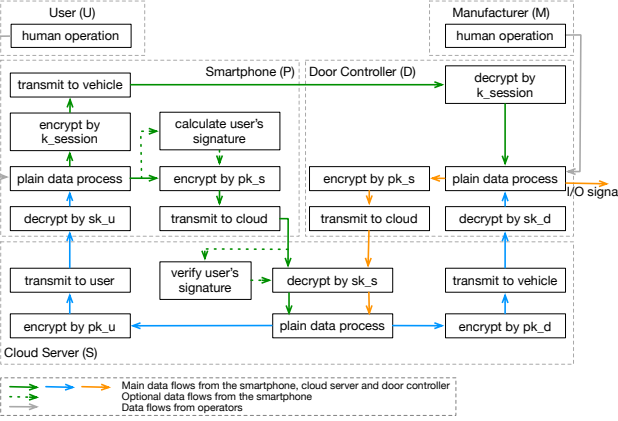 User (U)
Manufacturer (M)
human operation
human operation
Smartphone (P)
Door Controller (D)
transmit to vehicle
decrypt by
k_session
encrypt by
k_session
calculate user's
signature
plain data process
encrypt by pk_s
encrypt by pk_s
plain data process
I/O signa
decrypt by sk_u
transmit to cloud
transmit to cloud
decrypt by sk_d
transmit to user
verify user's
signature
decrypt by sk_s
transmit to vehicle
encrypt by pk_u
plain data process
encrypt by pk_d
Cloud Server (S)
Main data flows from the smartphone, cloud server and door controller
Optional data flows from the smartphone
Data flows from operators